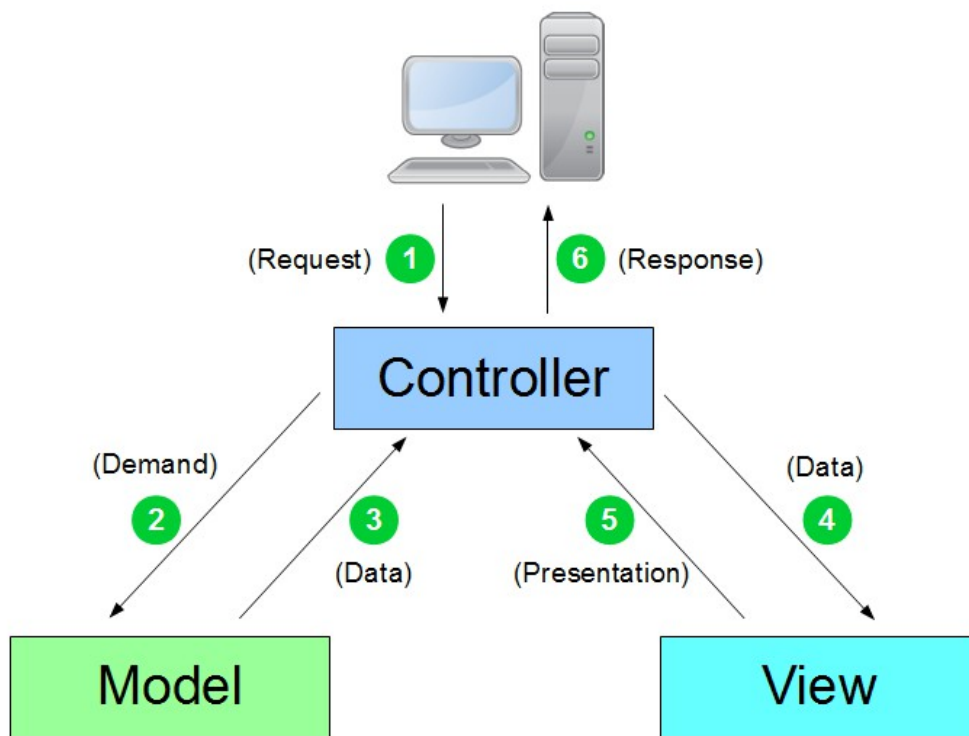 (Request) 1 6 (Response)
Controller
(Demand) (Data)
2 3 5 4
(Data) (Presentation)
Model View